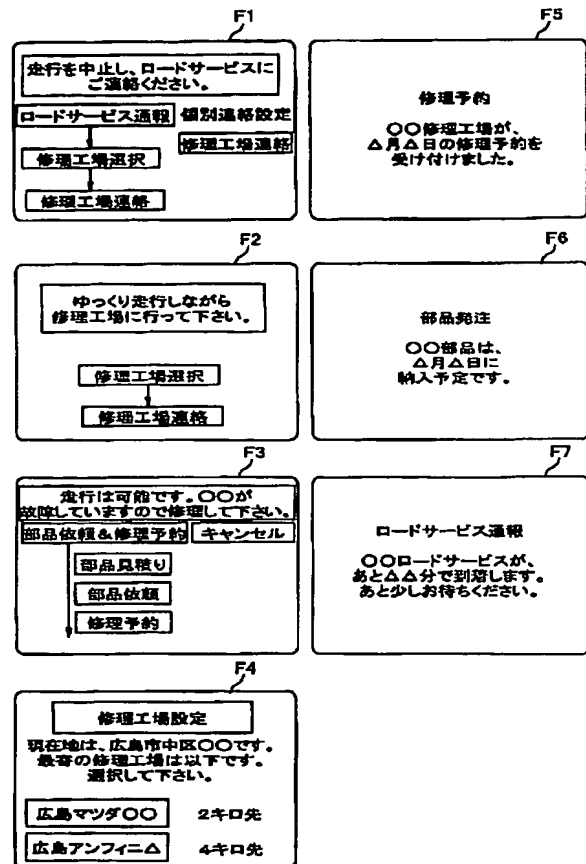 F1
走行を中止し、ロードサービスに
ご連絡ください。
ロードサービス通報 個別連絡設定
修理工場連絡
修理工場選択
修理工場連絡
F2
ゆっくり走行しながら
修理工場に行って下さい。
修理工場選択
修理工場連絡
F3
走行は可能です。〇〇が
故障していますので修理して下さい。
部品依頼&修理予約 キャンセル
部品見積り
部品依頼
修理予約
F4
修理工場設定
現在地は、広島市中区〇〇です。
最寄の修理工場は以下です。
選択して下さい。
広島マツダ〇〇 2キロ先
広島アンフィニ△ 4キロ先
F5
修理予約
〇〇修理工場が、
△月△日の修理予約を
受け付けました。
F6
部品発注
〇〇部品は、
△月△日に
納入予定です。
F7
ロードサービス通報
〇〇ロードサービスが、
あと△△分で到着します。
あと少しお待ちください。